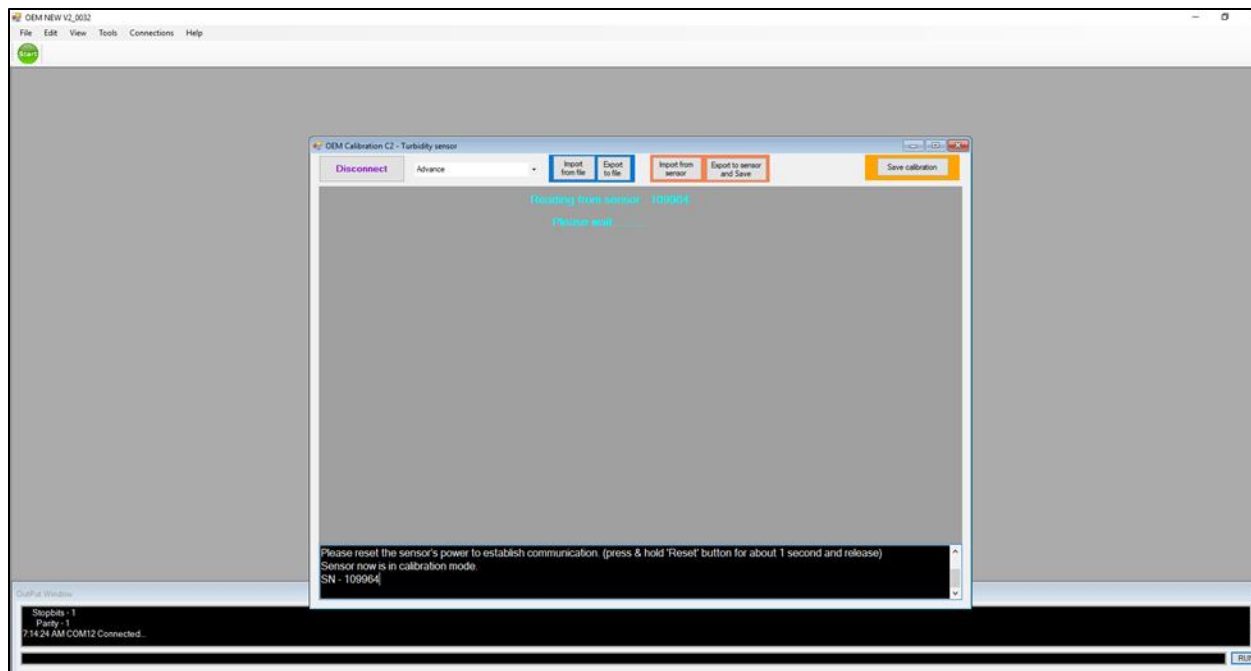 OEM NEW V2_0032
File Edit View Tools Connections Help
Start
OEM Calibration C2 - Turbidity sensor
Disconnect
Advance
Import from file
Export to file
Import from sensor
Export to sensor and Save
Save calibration
Reading from sensor 109964
Please wait ........
Please reset the sensor's power to establish communication. (press & hold 'Reset' button for about 1 second and release)
Sensor now is in calibration mode.
SN - 109964
OutPut Window
Stopbits - 1
Parity - 1
7:14:24 AM COM12 Connected...
RUN